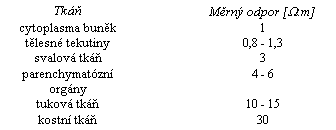 Tkáň Měrný odpor [Ω.m]
cytoplasma buněk 1
tělesné tekutiny 0,8 - 1,3
svalová tkáň 3
parenchymatózní 4 - 6
orgány
tuková tkáň 10 - 15
kostní tkáň 30